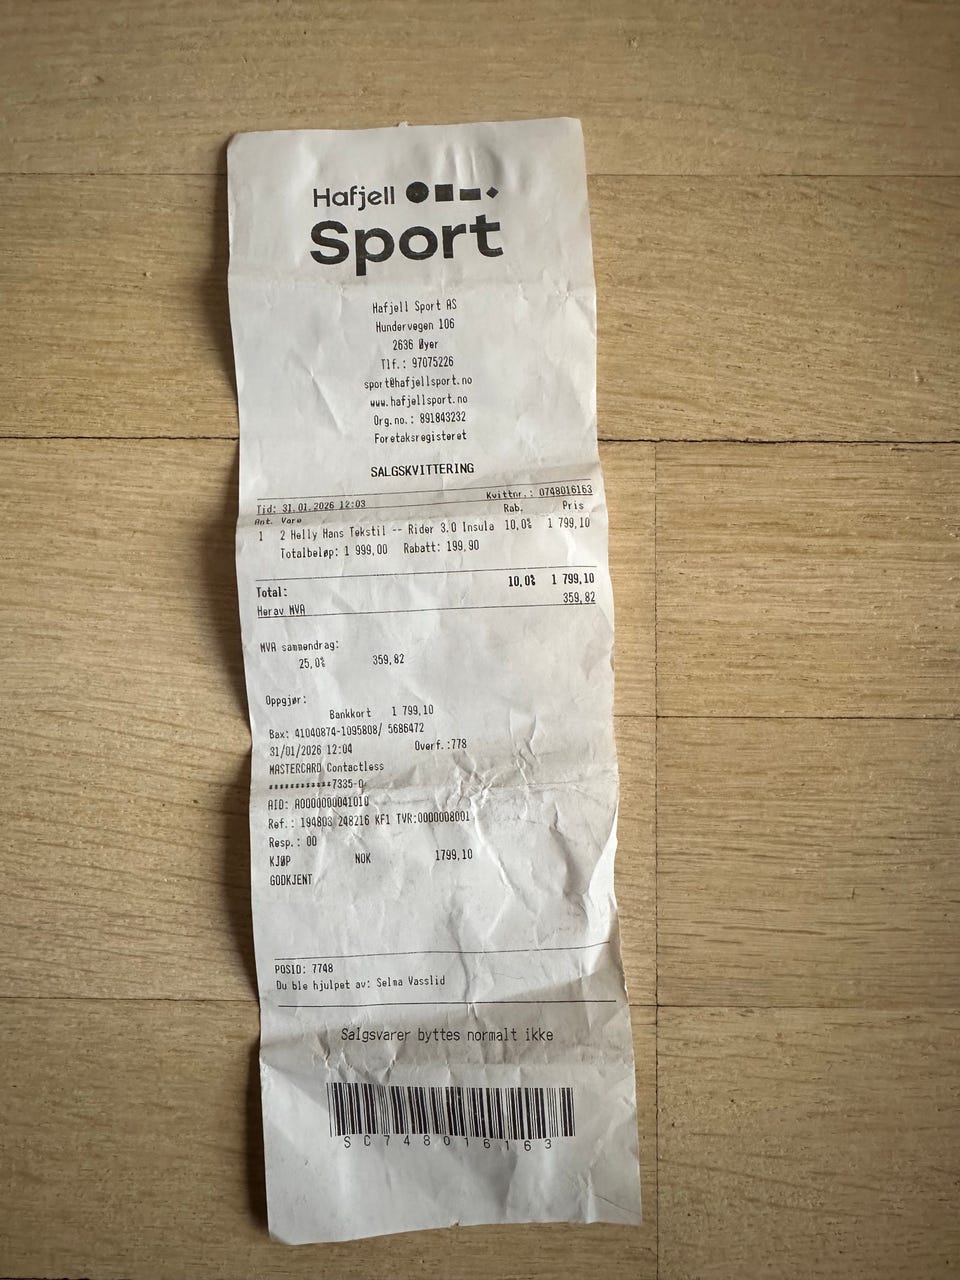 Hafjell
Sport
Hafjell Sport AS
Hundervegen 106
2636 Øyer
Tlf.: 97075226
sport@hafjellsport.no
www.hafjellsport.no
Org.no.: 891843232
Foretaksregisteret
SALGSKVITTERING
Tid: 31.01.2026 12:03 Kvittnr.: 0748016163
Ant. Vare Rab. Pris
1 2 Helly Hans Tekstil -- Rider 3.0 Insula 10,0% 1 799,10
Totalbeløp: 1 999,00 Rabatt: 199,90
Total: 10,0% 1 799,10
Herav MVA 359,82
MVA sammendrag:
25,0% 359,82
Oppgjør:
Bankkort 1 799,10
Bax: 41040874-1095808/ 5686472
31/01/2026 12:04 Overf.:778
MASTERCARD Contactless
************7335-0
AID: A0000000041010
Ref.: 194803 248216 KF1 TVR:0000008001
Resp.: 00
KJØP NOK 1799,10
GODKJENT
POSID: 7748
Du ble hjulpet av: Selma Vasslid
Salgsvarer byttes normalt ikke
SC748016163